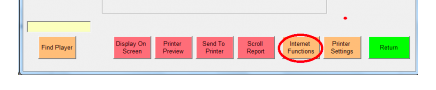 Find Player
Display On
Screen
Printer
Preview
Send To
Printer
Scroll
Report
Internet
Functions
Printer
Settings
Return